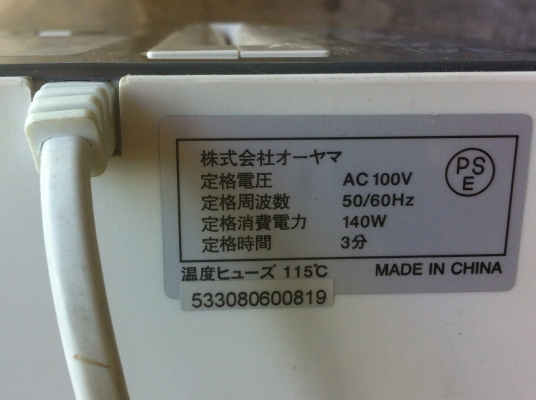 株式会社オーヤマ
定格電圧 AC 100V
定格周波数 50/60Hz
定格消費電力 140W
定格時間 3分
PS
E
温度ヒューズ 115℃ MADE IN CHINA
533080600819